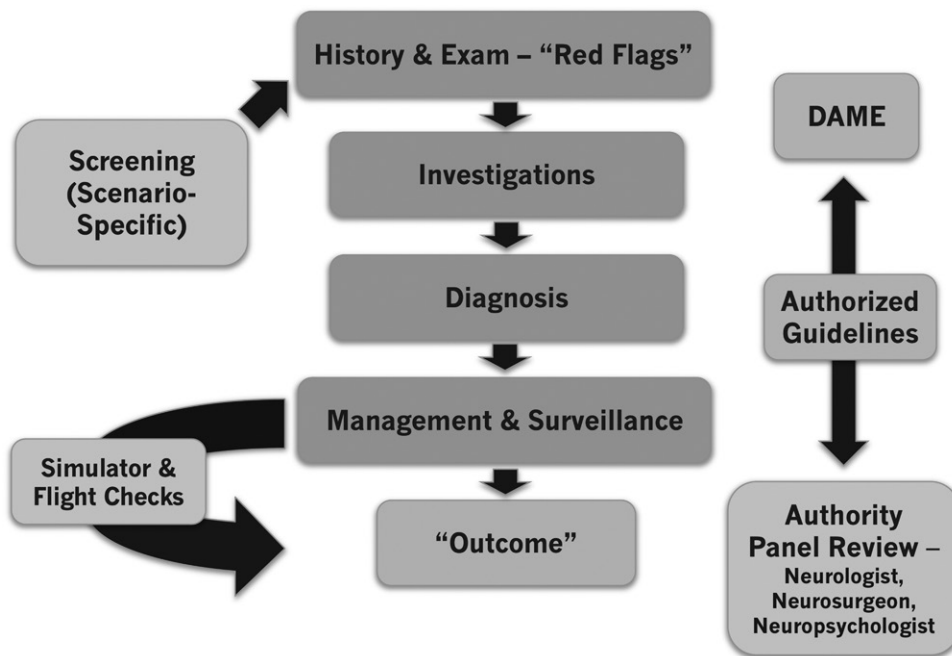 History & Exam – “Red Flags”
Screening
(Scenario-
Specific)
Investigations
Diagnosis
Management & Surveillance
Simulator &
Flight Checks
“Outcome”
DAME
Authorized
Guidelines
Authority
Panel Review –
Neurologist,
Neurosurgeon,
Neuropsychologist